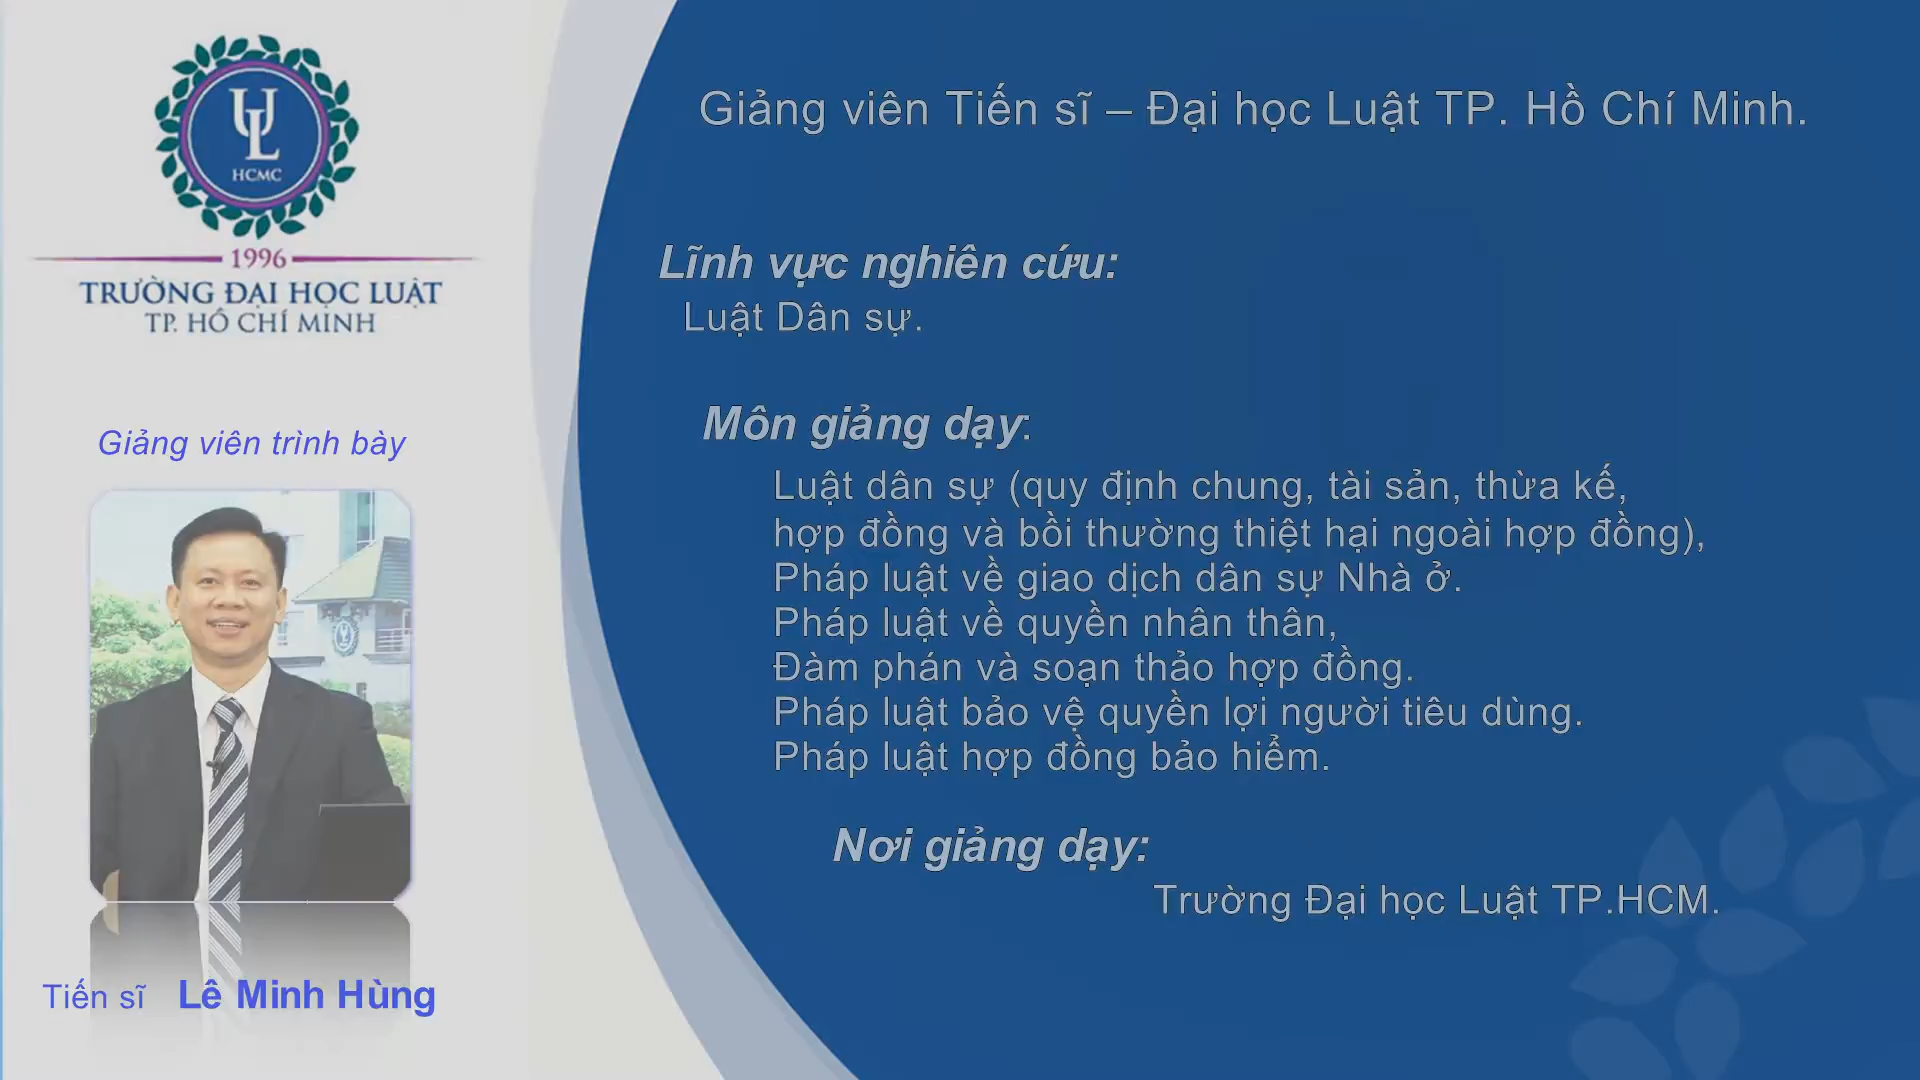 UL
HCMC
1996
TRƯỜNG ĐẠI HỌC LUẬT
TP. HỒ CHÍ MINH
Giảng viên trình bày
Tiến sĩ Lê Minh Hùng
Giảng viên Tiến sĩ – Đại học Luật TP. Hồ Chí Minh.
Lĩnh vực nghiên cứu:
Luật Dân sự.
Môn giảng dạy:
Luật dân sự (quy định chung, tài sản, thừa kế,
hợp đồng và bồi thường thiệt hại ngoài hợp đồng),
Pháp luật về giao dịch dân sự Nhà ở.
Pháp luật về quyền nhân thân,
Đàm phán và soạn thảo hợp đồng.
Pháp luật bảo vệ quyền lợi người tiêu dùng.
Pháp luật hợp đồng bảo hiểm.
Nơi giảng dạy:
Trường Đại học Luật TP.HCM.